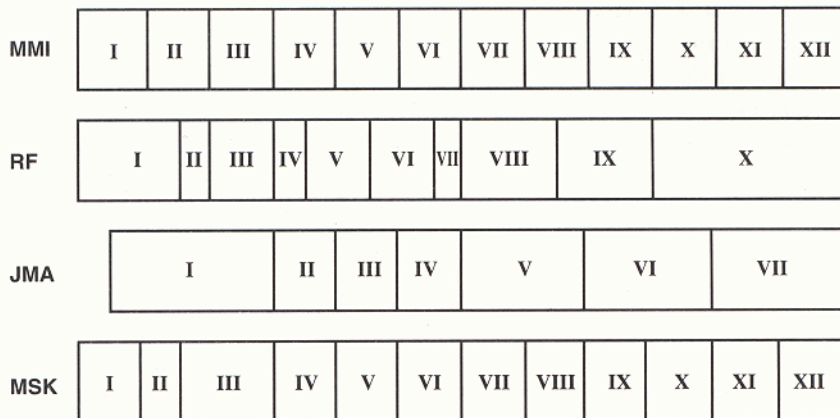 MMI I II III IV V VI VII VIII IX X XI XII
RF I II III IV V VI VII VIII IX X
JMA I II III IV V VI VII
MSK I II III IV V VI VII VIII IX X XI XII